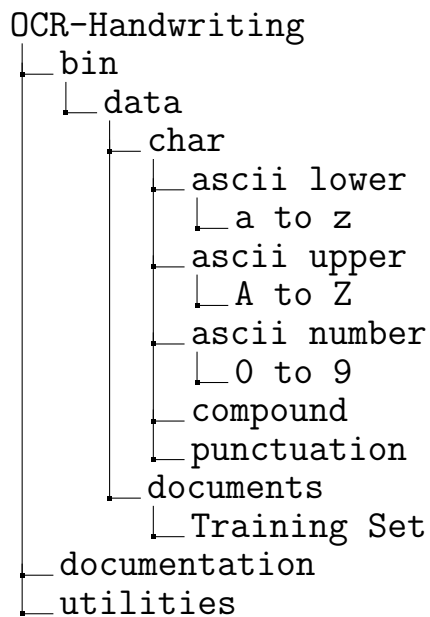 OCR-Handwriting
bin
data
char
ascii lower
a to z
ascii upper
A to Z
ascii number
0 to 9
compound
punctuation
documents
Training Set
documentation
utilities